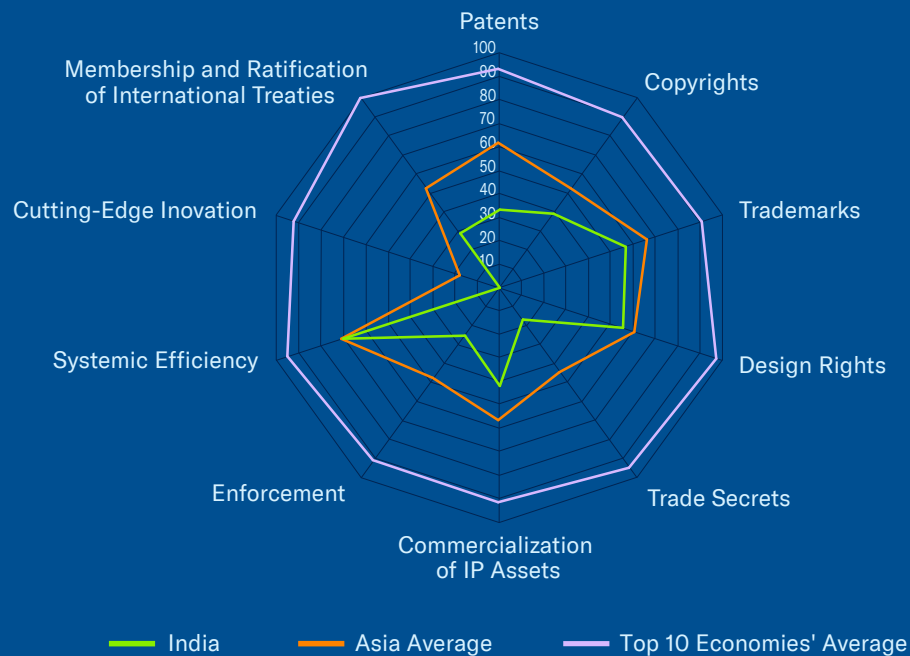 Patents
100
90
80
70
60
50
40
30
20
10
Membership and Ratification
of International Treaties
Copyrights
Cutting-Edge Inovation
Trademarks
Systemic Efficiency
Design Rights
Enforcement
Trade Secrets
Commercialization
of IP Assets
India
Asia Average
Top 10 Economies' Average